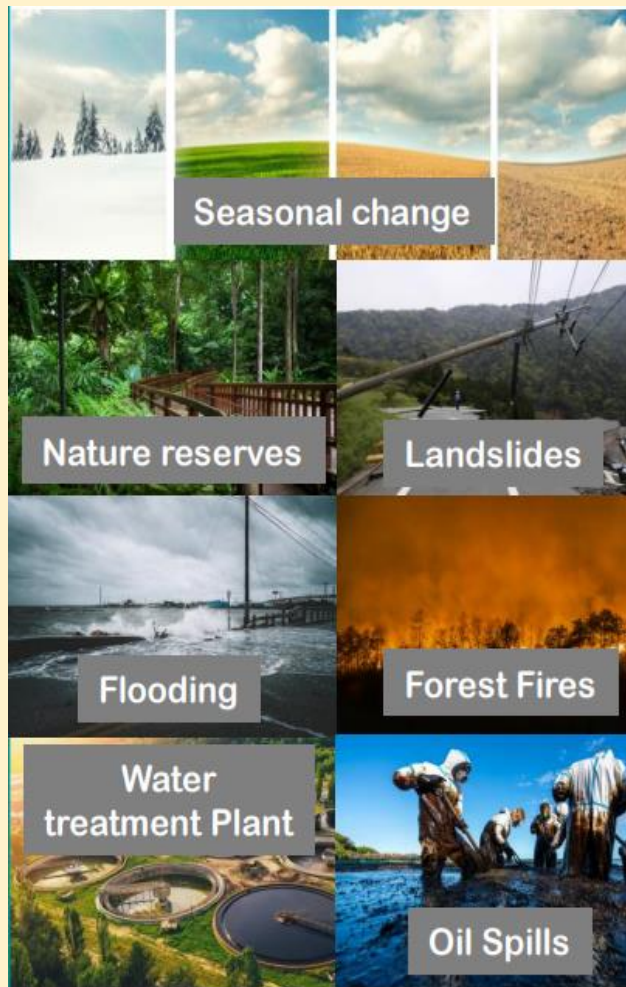 Seasonal change
Nature reserves
Landslides
Flooding
Forest Fires
Water
treatment Plant
Oil Spills